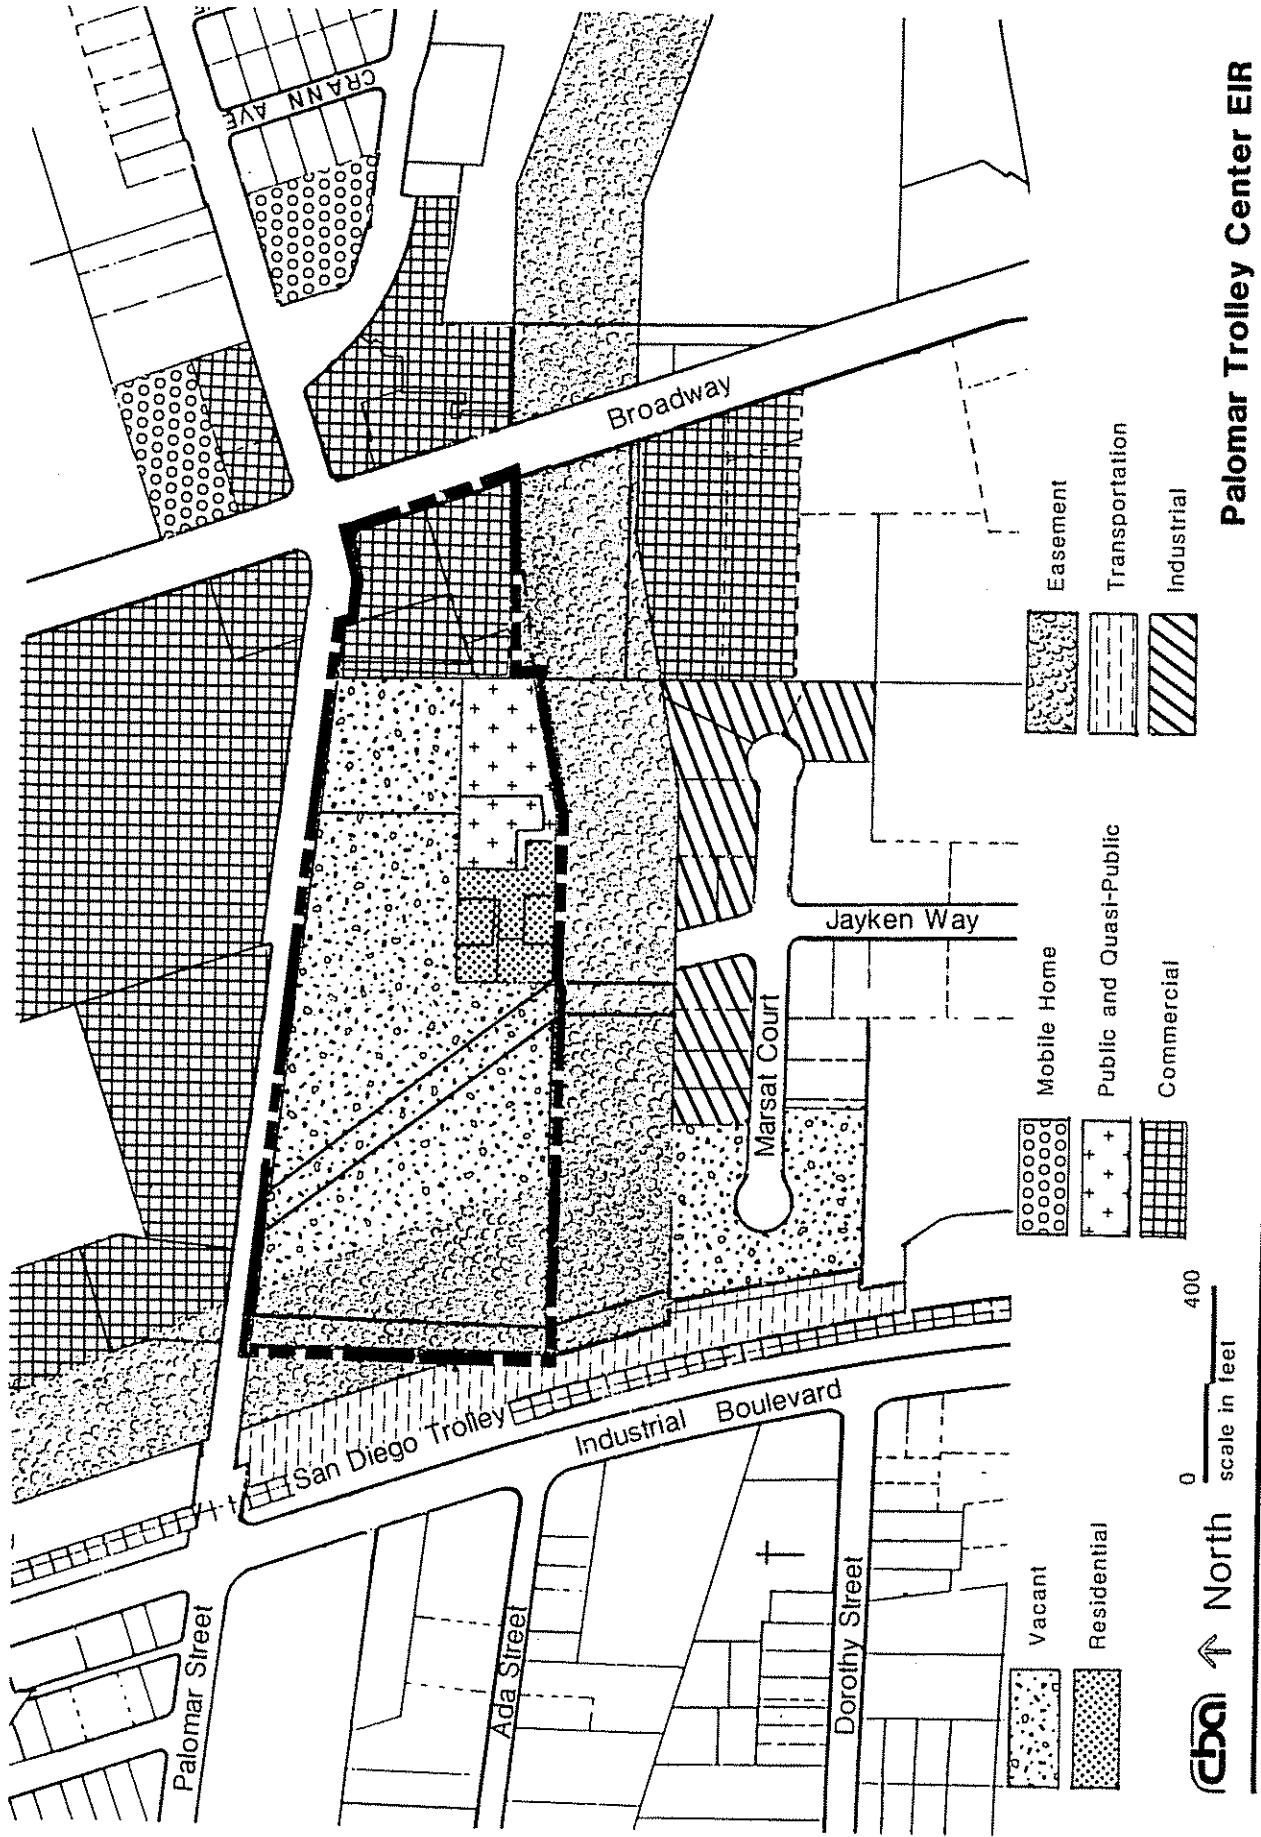 CRANN AVE
Broadway
Palomar Street
San Diego Trolley
Industrial Boulevard
Ada Street
Dorothy Street
Marsat Court
Jayken Way
Vacant
Residential
Mobile Home
Public and Quasi-Public
Commercial
Easement
Transportation
Industrial
cbai
North
0 400
scale in feet
Palomar Trolley Center EIR